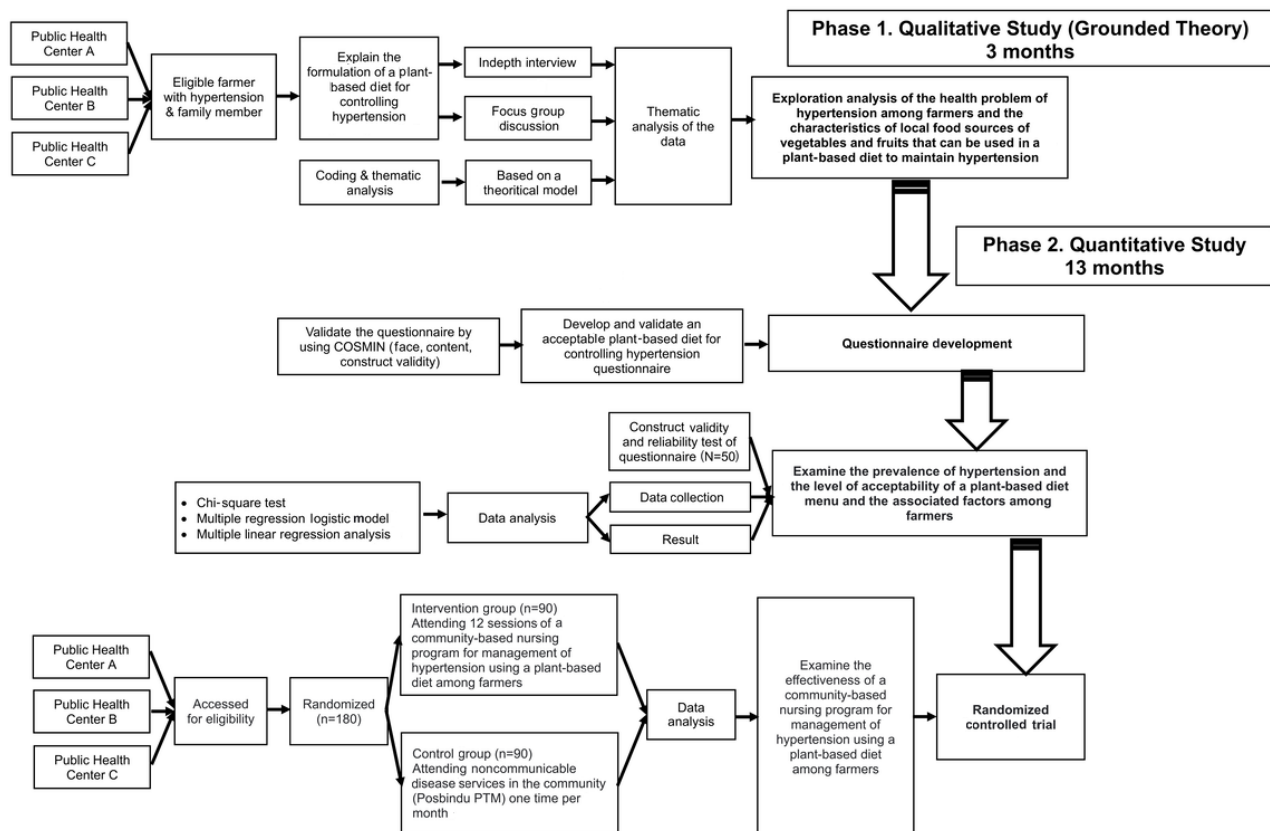 Phase 1. Qualitative Study (Grounded Theory)
3 months
Public Health
Center A
Public Health
Center B
Public Health
Center C
Eligible farmer
with hypertension
& family member
Explain the
formulation of a plant-
based diet for
controlling
hypertension
Indepth interview
Focus group
discussion
Coding & thematic
analysis
Based on a
theoritical model
Thematic
analysis of the
data
Exploration analysis of the health problem of
hypertension among farmers and the
characteristics of local food sources of
vegetables and fruits that can be used in a
plant-based diet to maintain hypertension
Phase 2. Quantitative Study
13 months
Validate the questionnaire by
using COSMIN (face, content,
construct validity)
Develop and validate an
acceptable plant-based diet for
controlling hypertension
questionnaire
Questionnaire development
Construct validity
and reliability test of
questionnaire (N=50)
• Chi-square test
• Multiple regression logistic model
• Multiple linear regression analysis
Data analysis
Data collection
Result
Examine the prevalence of hypertension and
the level of acceptability of a plant-based diet
menu and the associated factors among
farmers
Public Health
Center A
Public Health
Center B
Public Health
Center C
Accessed
for eligibility
Randomized
(n=180)
Intervention group (n=90)
Attending 12 sessions of a
community-based nursing
program for management of
hypertension using a plant-based
diet among farmers
Control group (n=90)
Attending noncommunicable
disease services in the community
(Posbindu PTM) one time per
month
Data
analysis
Examine the
effectiveness of a
community-based
nursing program for
management of
hypertension using a
plant-based diet
among farmers
Randomized
controlled trial